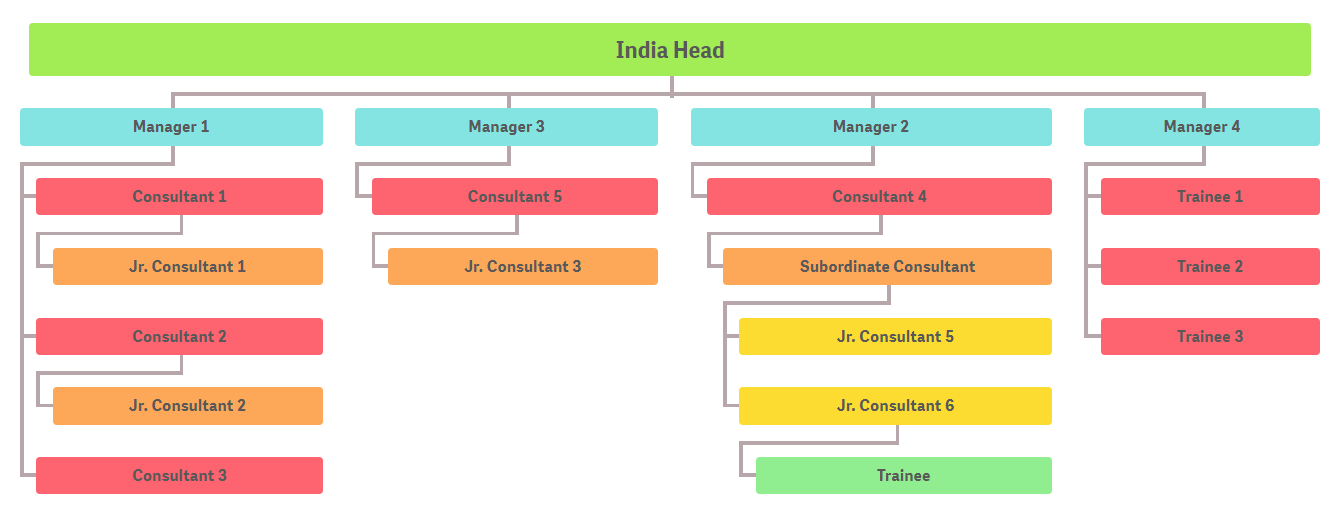 India Head
Manager 1
Manager 3
Manager 2
Manager 4
Consultant 1
Consultant 5
Consultant 4
Trainee 1
Jr. Consultant 1
Jr. Consultant 3
Subordinate Consultant
Trainee 2
Consultant 2
Jr. Consultant 5
Trainee 3
Jr. Consultant 2
Jr. Consultant 6
Consultant 3
Trainee